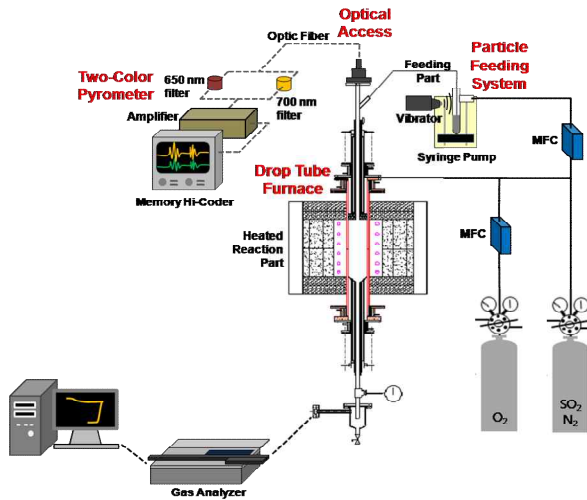 Optic Fiber
Optical
Access
Particle
Feeding
System
Feeding
Part
Two-Color
Pyrometer
650 nm
filter
700 nm
filter
Amplifier
Vibrator
MFC
Syringe Pump
Drop Tube
Furnace
Memory Hi-Coder
Heated
Reaction
Part
MFC
O₂
SO₂
N₂
Gas Analyzer